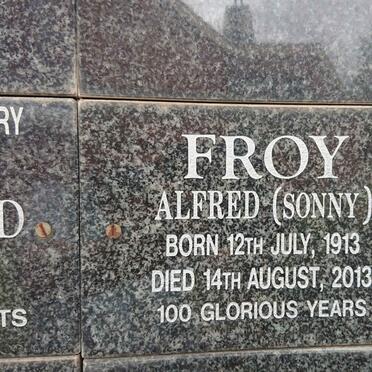 RY
D
TS
FROY
ALFRED (SONNY)
BORN 12TH JULY, 1913
DIED 14TH AUGUST, 2013
100 GLORIOUS YEARS